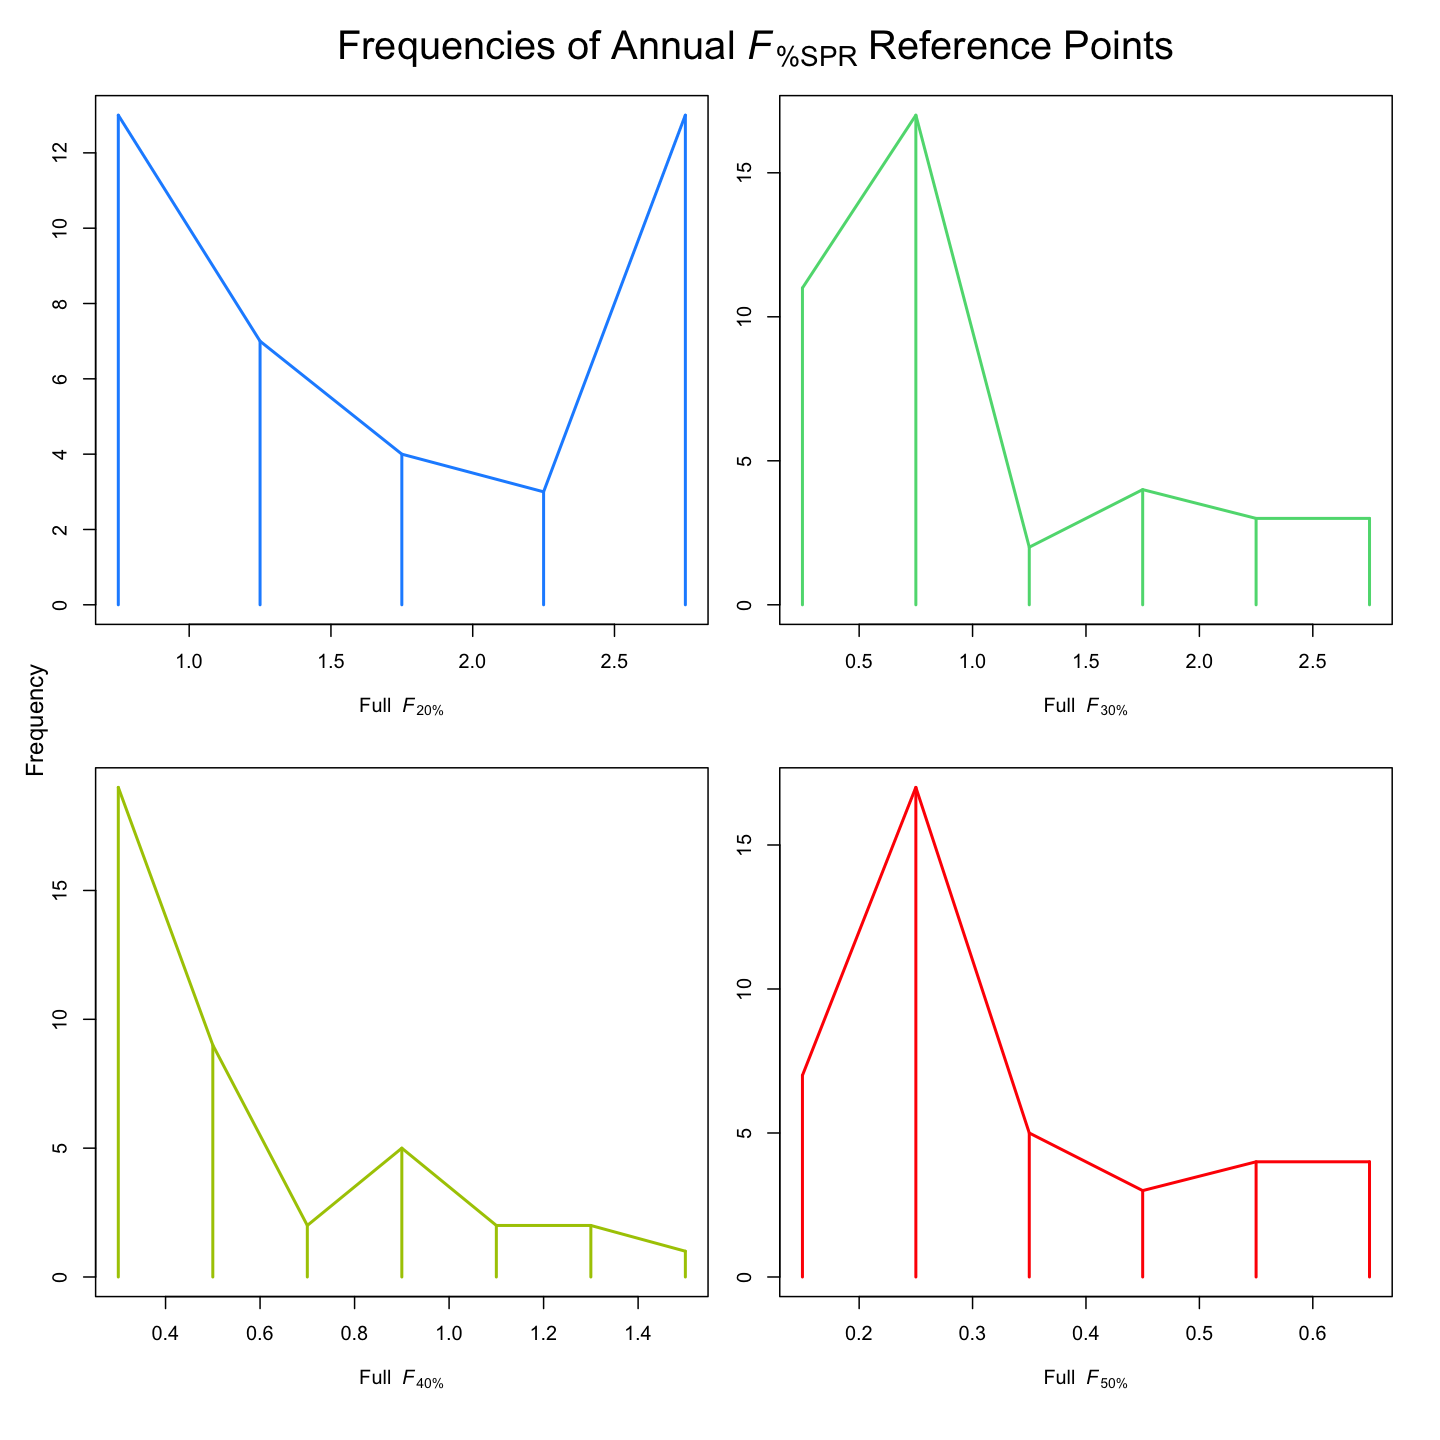 Frequencies of Annual F%SPR Reference Points
Frequency
0 2 4 6 8 10 12
1.0 1.5 2.0 2.5
Full F20%
0 5 10 15
0.5 1.0 1.5 2.0 2.5
Full F30%
0 5 10 15
0.4 0.6 0.8 1.0 1.2 1.4
Full F40%
0 5 10 15
0.2 0.3 0.4 0.5 0.6
Full F50%